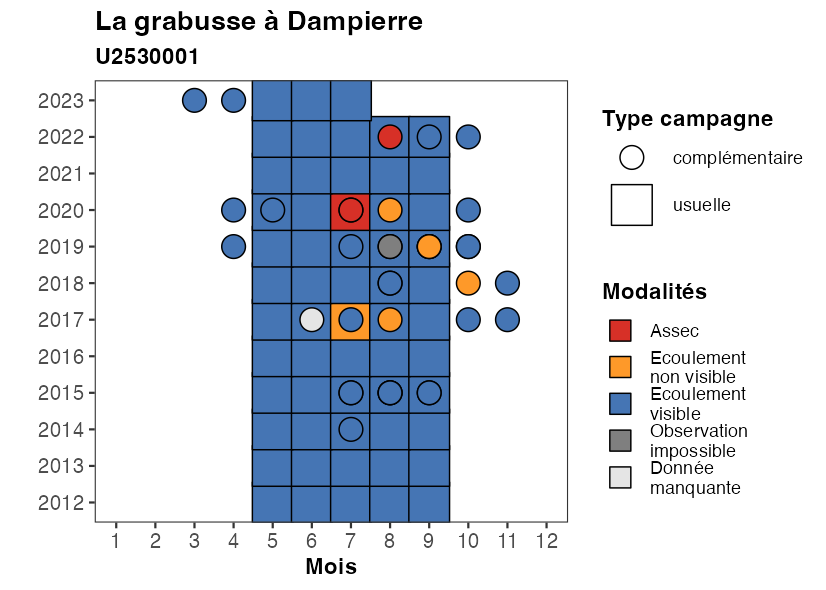 La grabusse à Dampierre
U2530001
2023
2022
2021
2020
2019
2018
2017
2016
2015
2014
2013
2012
1 2 3 4 5 6 7 8 9 10 11 12
Mois
Type campagne
complémentaire
usuelle
Modalités
Assec
Ecoulement
non visible
Ecoulement
visible
Observation
impossible
Donnée
manquante